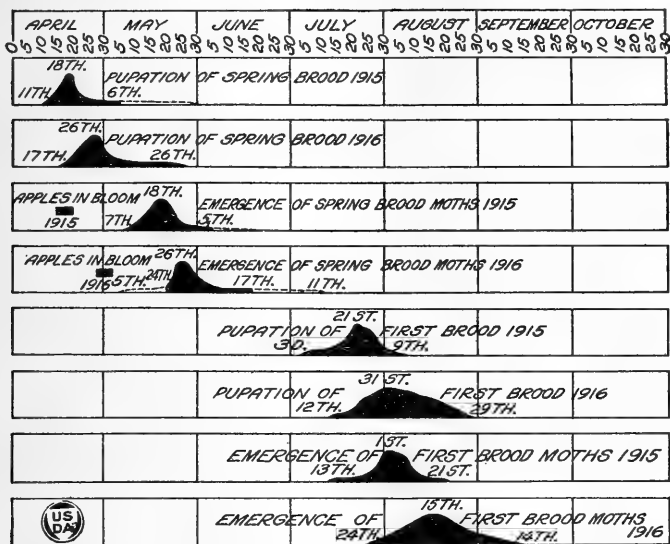 APRIL MAY JUNE JULY AUGUST SEPTEMBER OCTOBER
0 5 10 15 20 25 30 5 10 15 20 25 30 5 10 15 20 25 30 5 10 15 20 25 30 5 10 15 20 25 30 5 10 15 20 25 30 5 10 15 20 25 30
18TH.
PUPATION OF SPRING BROOD 1915
11TH. 6TH.
26TH.
PUPATION OF SPRING BROOD 1916
17TH. 26TH.
APPLES IN BLOOM 18TH. EMERGENCE OF SPRING BROOD MOTHS 1915
1915 7TH. 5TH.
APPLES IN BLOOM 26TH. EMERGENCE OF SPRING BROOD MOTHS 1916
1916 5TH. 24TH. 17TH. 11TH.
21ST.
PUPATION OF FIRST BROOD 1915
3D. 9TH.
31ST.
PUPATION OF FIRST BROOD 1916
12TH. 29TH.
1ST.
EMERGENCE OF FIRST BROOD MOTHS 1915
13TH. 21ST.
15TH.
EMERGENCE OF FIRST BROOD MOTHS
24TH. 14TH. 1916
US
DA